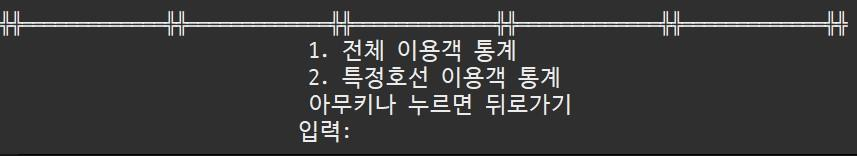 1. 전체 이용객 통계
2. 특정호선 이용객 통계
아무키나 누르면 뒤로가기
입력: